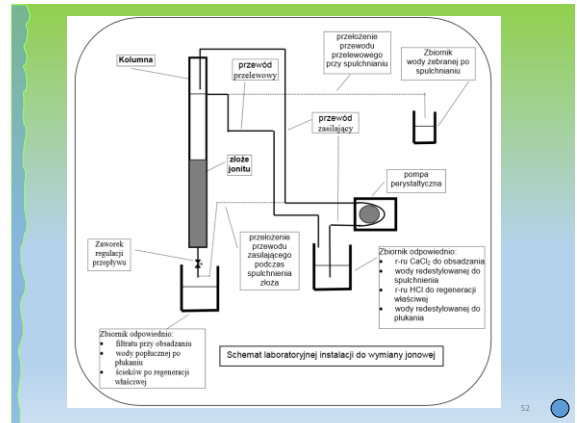 Kolumna
przewód
przelewowy
przełożenie
przewodu
przelewowego
przy spulchnianiu
Zbiornik
wody zebranej po
spulchnianiu
przewód
zasilający
złoże
jonitu
pompa
perystaltyczna
Zaworek
regulacji
przepływu
przełożenie
przewodu
zasilającego
podczas
spulchnienia
złoża
Zbiornik odpowiednio:
• r-ru CaCl₂ do obsadzania
• wody redestylowanej do
spulchnienia
• r-ru HCl do regeneracji
właściwej
• wody redestylowanej do
płukania
Zbiornik odpowiednio:
• filtratu przy obsadzaniu
• wody popłucznej po
płukaniu
• ścieków po regeneracji
właściwej
Schemat laboratoryjnej instalacji do wymiany jonowej
52